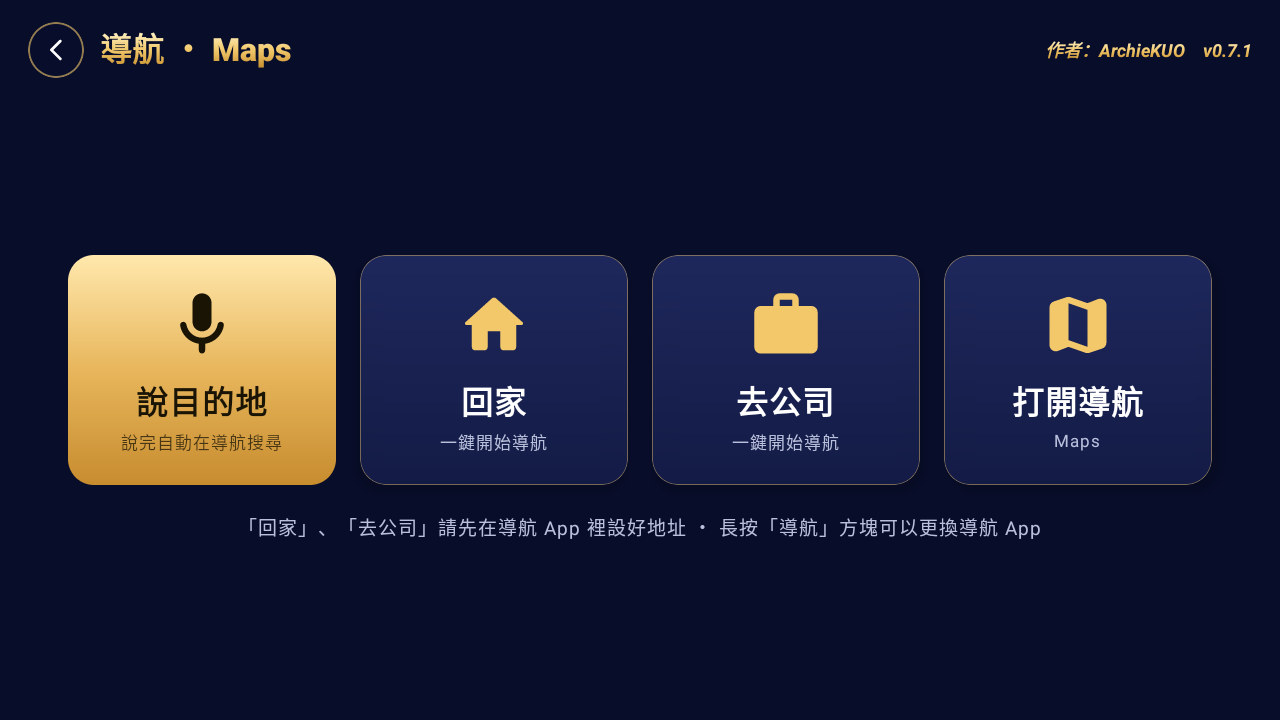 導航 · Maps
作者：ArchieKUO v0.7.1
說目的地
說完自動在導航搜尋
回家
一鍵開始導航
去公司
一鍵開始導航
打開導航
Maps
「回家」、「去公司」請先在導航 App 裡設好地址 · 長按「導航」方塊可以更換導航 App